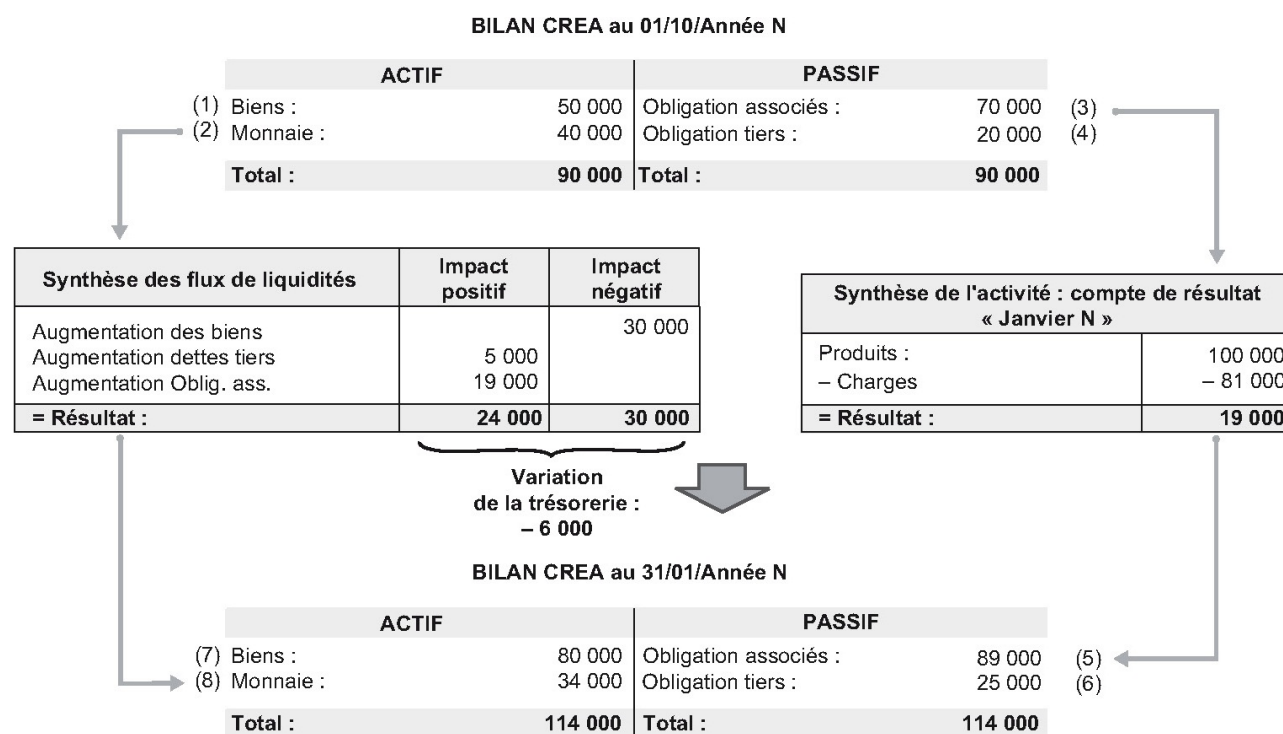 BILAN CREA au 01/10/Année N
ACTIF PASSIF
(1) Biens : 50 000 Obligation associés : 70 000 (3)
(2) Monnaie : 40 000 Obligation tiers : 20 000 (4)
Total : 90 000 Total : 90 000
Synthèse des flux de liquidités Impact positif Impact négatif
Augmentation des biens 30 000
Augmentation dettes tiers 5 000
Augmentation Oblig. ass. 19 000
= Résultat : 24 000 30 000
Synthèse de l'activité : compte de résultat
« Janvier N »
Produits : 100 000
– Charges – 81 000
= Résultat : 19 000
Variation
de la trésorerie :
– 6 000
BILAN CREA au 31/01/Année N
ACTIF PASSIF
(7) Biens : 80 000 Obligation associés : 89 000 (5)
(8) Monnaie : 34 000 Obligation tiers : 25 000 (6)
Total : 114 000 Total : 114 000